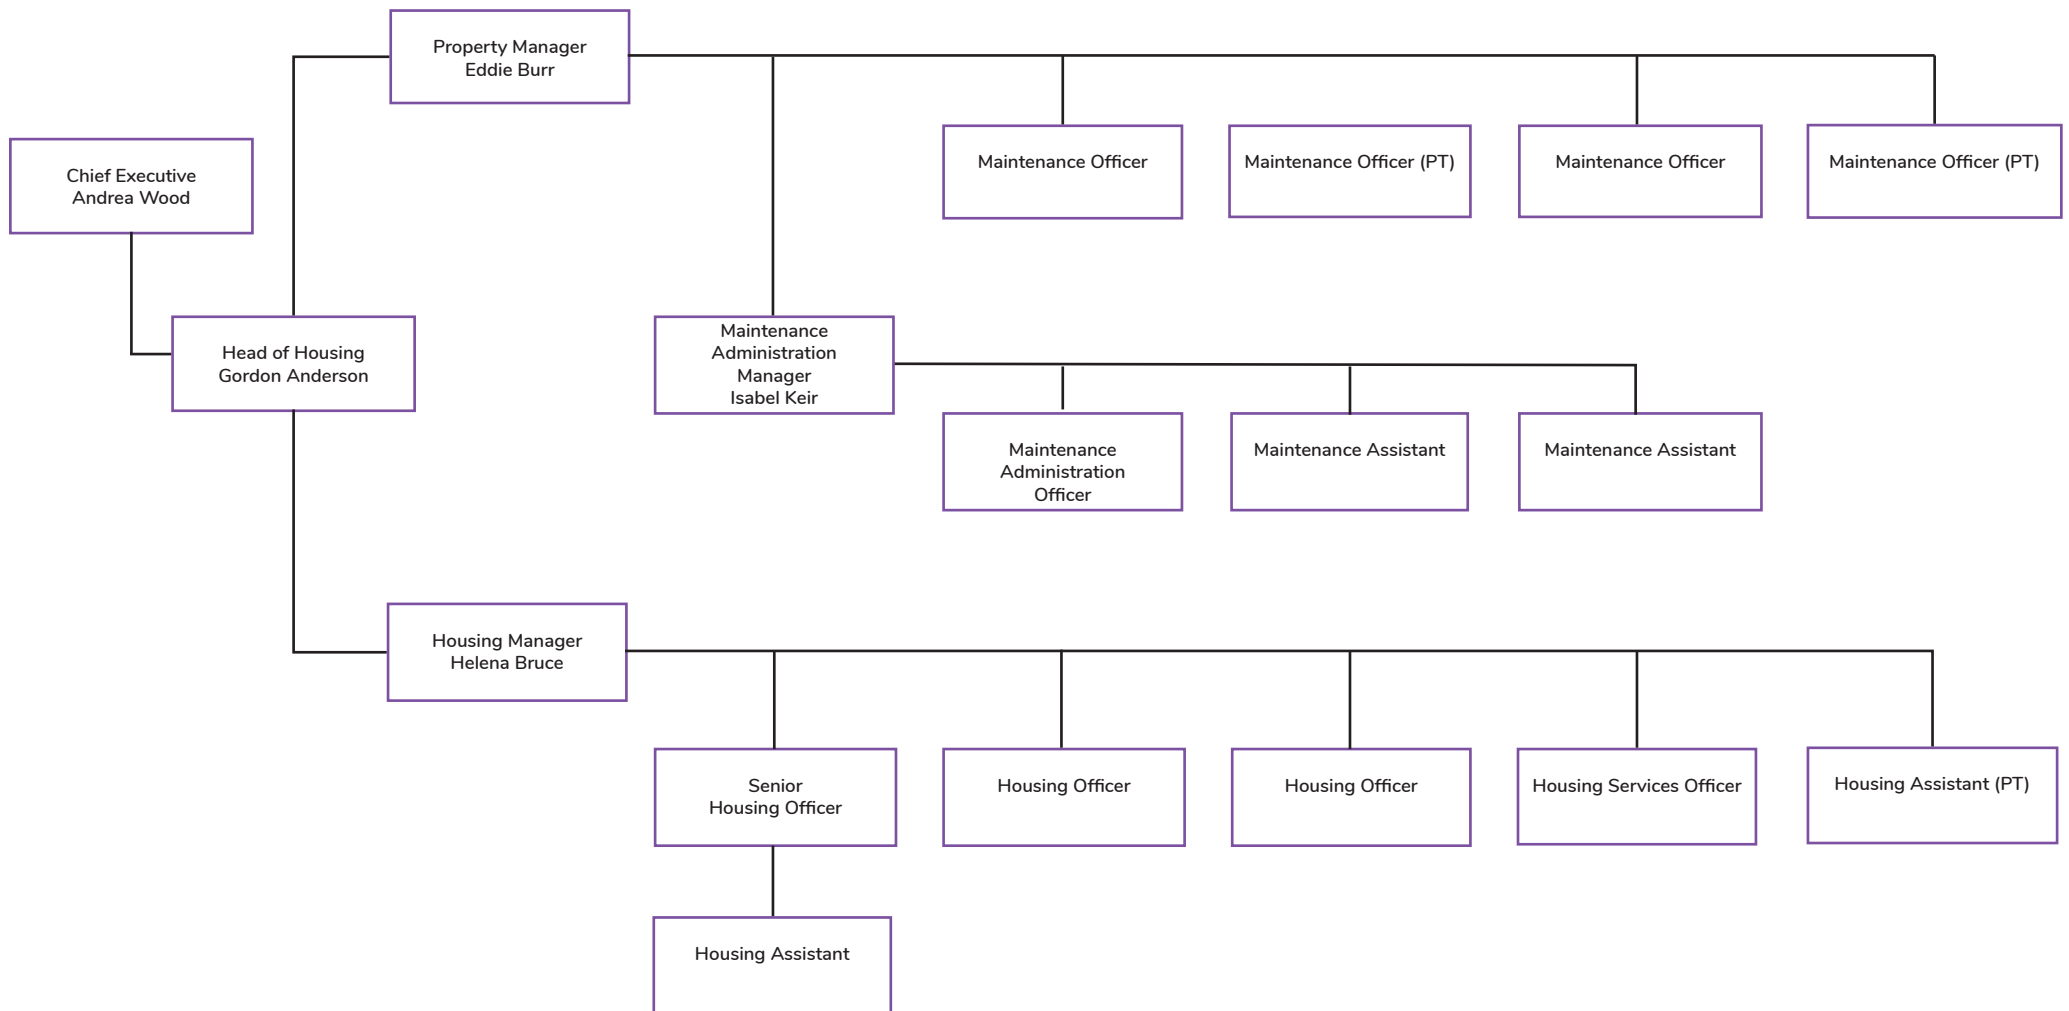 Property Manager
Eddie Burr
Chief Executive
Andrea Wood
Maintenance Officer
Maintenance Officer (PT)
Maintenance Officer
Maintenance Officer (PT)
Head of Housing
Gordon Anderson
Maintenance
Administration
Manager
Isabel Keir
Maintenance
Administration
Officer
Maintenance Assistant
Maintenance Assistant
Housing Manager
Helena Bruce
Senior
Housing Officer
Housing Officer
Housing Officer
Housing Services Officer
Housing Assistant (PT)
Housing Assistant